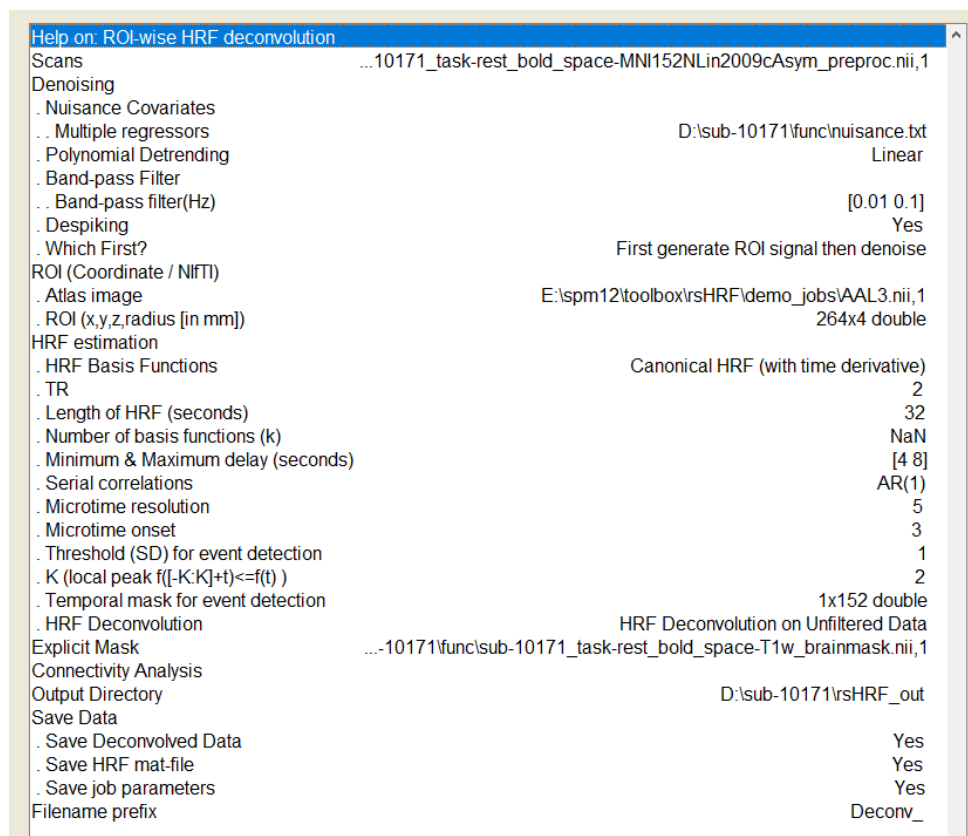 Help on: ROI-wise HRF deconvolution
Scans ...10171_task-rest_bold_space-MNI152NLin2009cAsym_preproc.nii,1
Denoising
. Nuisance Covariates
. . Multiple regressors D:\sub-10171\func\nuisance.txt
. Polynomial Detrending Linear
. Band-pass Filter
. . Band-pass filter(Hz) [0.01 0.1]
. Despiking Yes
. Which First? First generate ROI signal then denoise
ROI (Coordinate / NIfTI)
. Atlas image E:\spm12\toolbox\rsHRF\demo_jobs\AAL3.nii,1
. ROI (x,y,z,radius [in mm]) 264x4 double
HRF estimation
. HRF Basis Functions Canonical HRF (with time derivative)
. TR 2
. Length of HRF (seconds) 32
. Number of basis functions (k) NaN
. Minimum & Maximum delay (seconds) [4 8]
. Serial correlations AR(1)
. Microtime resolution 5
. Microtime onset 3
. Threshold (SD) for event detection 1
. K (local peak f([-K:K]+t)<=f(t) ) 2
. Temporal mask for event detection 1x152 double
. HRF Deconvolution HRF Deconvolution on Unfiltered Data
Explicit Mask ...-10171\func\sub-10171_task-rest_bold_space-T1w_brainmask.nii,1
Connectivity Analysis
Output Directory D:\sub-10171\rsHRF_out
Save Data
. Save Deconvolved Data Yes
. Save HRF mat-file Yes
. Save job parameters Yes
Filename prefix Deconv_